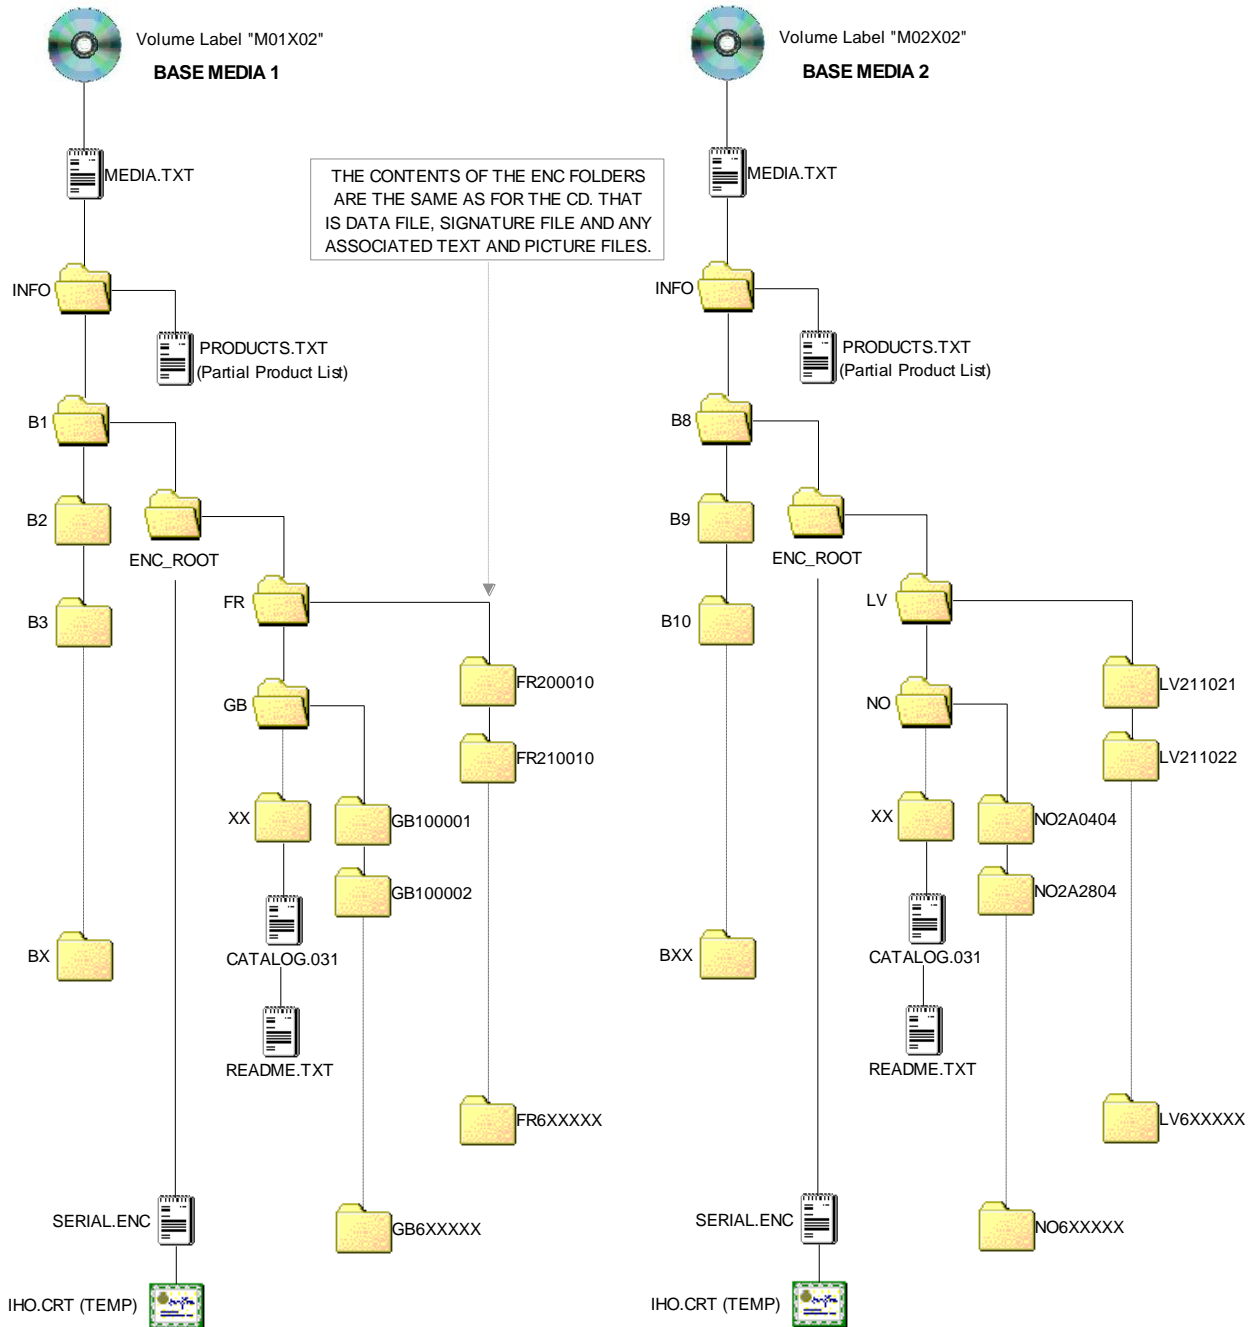 Volume Label "M01X02"
BASE MEDIA 1
MEDIA.TXT
THE CONTENTS OF THE ENC FOLDERS
ARE THE SAME AS FOR THE CD. THAT
IS DATA FILE, SIGNATURE FILE AND ANY
ASSOCIATED TEXT AND PICTURE FILES.
INFO
PRODUCTS.TXT
(Partial Product List)
B1
B2
ENC_ROOT
FR
B3
FR200010
GB
FR210010
XX
GB100001
GB100002
BX
CATALOG.031
README.TXT
FR6XXXXX
SERIAL.ENC
GB6XXXXX
IHO.CRT (TEMP)
Volume Label "M02X02"
BASE MEDIA 2
MEDIA.TXT
INFO
PRODUCTS.TXT
(Partial Product List)
B8
B9
ENC_ROOT
LV
B10
LV211021
NO
LV211022
XX
NO2A0404
NO2A2804
BXX
CATALOG.031
README.TXT
LV6XXXXX
SERIAL.ENC
NO6XXXXX
IHO.CRT (TEMP)